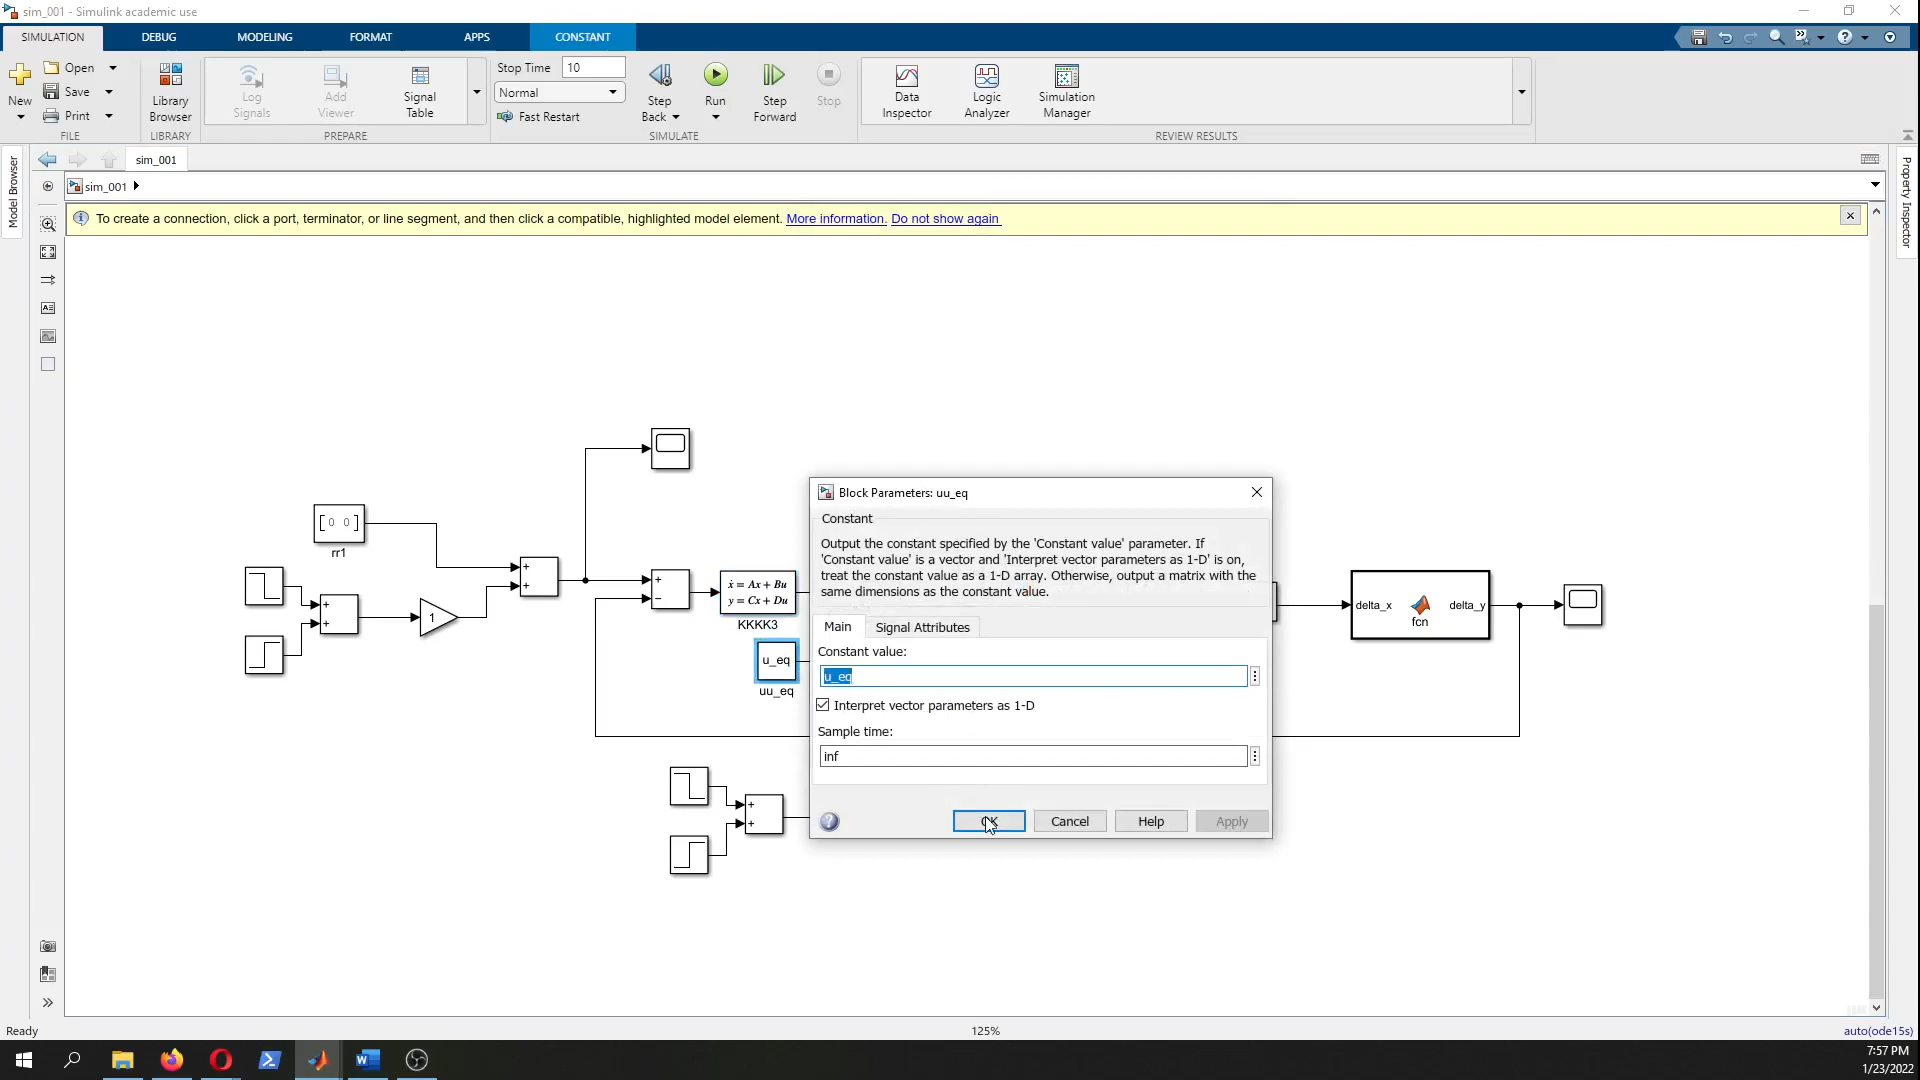 sim_001 - Simulink academic use
SIMULATION
DEBUG
MODELING
FORMAT
APPS
CONSTANT
New
Open
Save
Print
FILE
Library
Browser
LIBRARY
Log
Signals
Add
Viewer
Signal
Table
PREPARE
Stop Time 10
Normal
Fast Restart
Step
Back
Run
Step
Forward
Stop
SIMULATE
Data
Inspector
Logic
Analyzer
Simulation
Manager
REVIEW RESULTS
Model Browser
sim_001
sim_001
Property Inspector
To create a connection, click a port, terminator, or line segment, and then click a compatible, highlighted model element. More information. Do not show again
[ 0 0 ]
rr1
+
+
1
+
+
+
−
ẋ = Ax + Bu
y = Cx + Du
KKKK3
u_eq
uu_eq
+
+
Block Parameters: uu_eq
Constant
Output the constant specified by the 'Constant value' parameter. If
'Constant value' is a vector and 'Interpret vector parameters as 1-D' is on,
treat the constant value as a 1-D array. Otherwise, output a matrix with the
same dimensions as the constant value.
Main
Signal Attributes
Constant value:
u_eq
Interpret vector parameters as 1-D
Sample time:
inf
OK
Cancel
Help
Apply
delta_x
fcn
delta_y
Ready
125%
auto(ode15s)
7:57 PM
1/23/2022